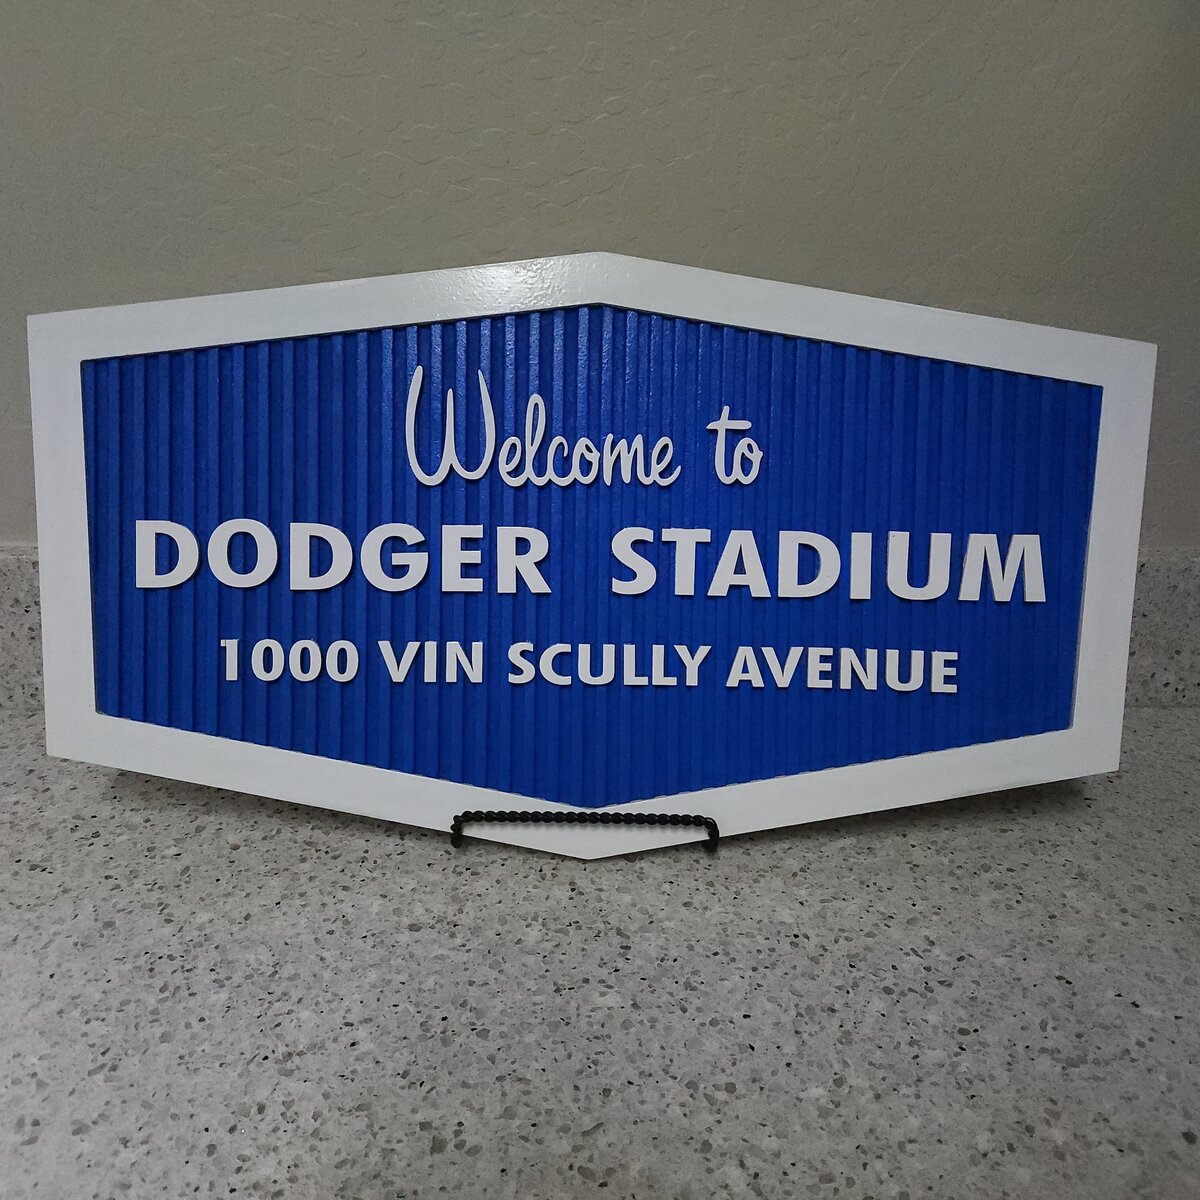 Welcome to
DODGER STADIUM
1000 VIN SCULLY AVENUE